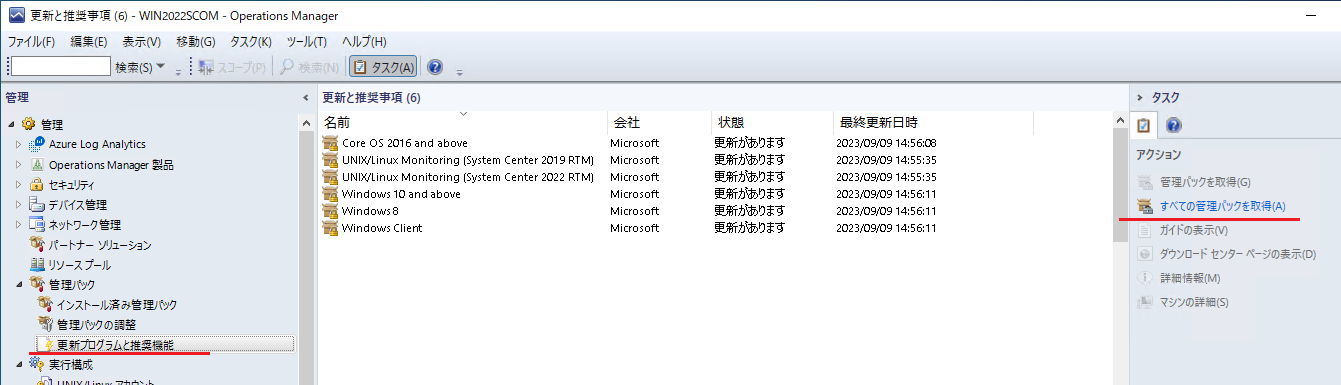 更新と推奨事項 (6) - WIN2022SCOM - Operations Manager
ファイル(F) 編集(E) 表示(V) 移動(G) タスク(K) ツール(T) ヘルプ(H)
検索(S) スコープ(P) 検索(N) タスク(A)
管理
管理
Azure Log Analytics
Operations Manager 製品
セキュリティ
デバイス管理
ネットワーク管理
パートナー ソリューション
リソース プール
管理パック
インストール済み管理パック
管理パックの調整
更新プログラムと推奨機能
実行構成
UNIX/Linux アカウント
更新と推奨事項 (6)
名前 会社 状態 最終更新日時
Core OS 2016 and above Microsoft 更新があります 2023/09/09 14:56:08
UNIX/Linux Monitoring (System Center 2019 RTM) Microsoft 更新があります 2023/09/09 14:55:35
UNIX/Linux Monitoring (System Center 2022 RTM) Microsoft 更新があります 2023/09/09 14:55:35
Windows 10 and above Microsoft 更新があります 2023/09/09 14:56:11
Windows 8 Microsoft 更新があります 2023/09/09 14:56:11
Windows Client Microsoft 更新があります 2023/09/09 14:56:11
タスク
アクション
管理パックを取得(G)
すべての管理パックを取得(A)
ガイドの表示(V)
ダウンロード センター ページの表示(D)
詳細情報(M)
マシンの詳細(S)